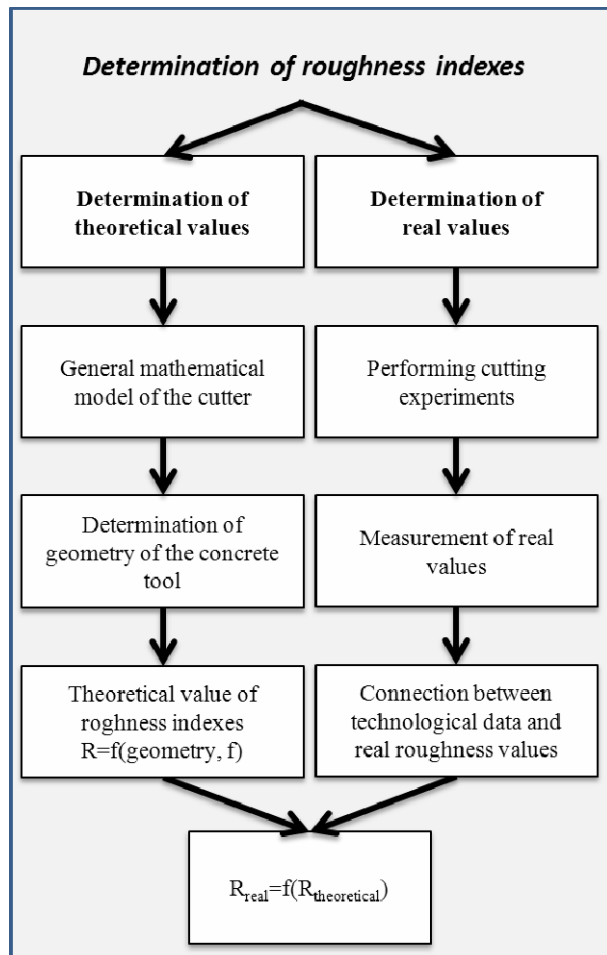 Determination of roughness indexes
Determination of
theoretical values
General mathematical
model of the cutter
Determination of
geometry of the concrete
tool
Theoretical value of
roghness indexes
R=f(geometry, f)
Determination of
real values
Performing cutting
experiments
Measurement of real
values
Connection between
technological data and
real roughness values
R_real=f(R_theoretical)